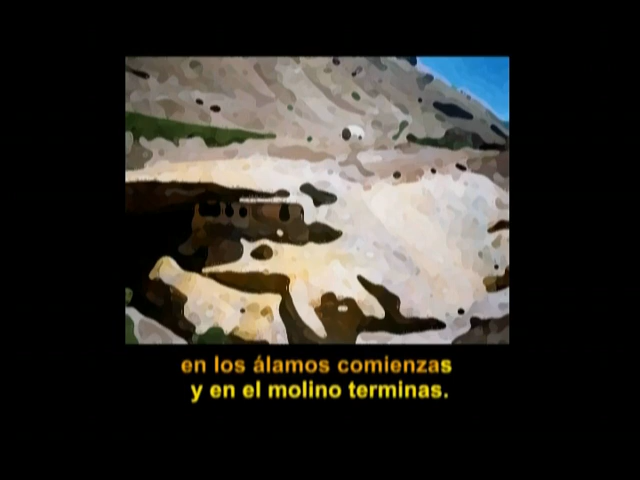 en los álamos comienzas
y en el molino terminas.